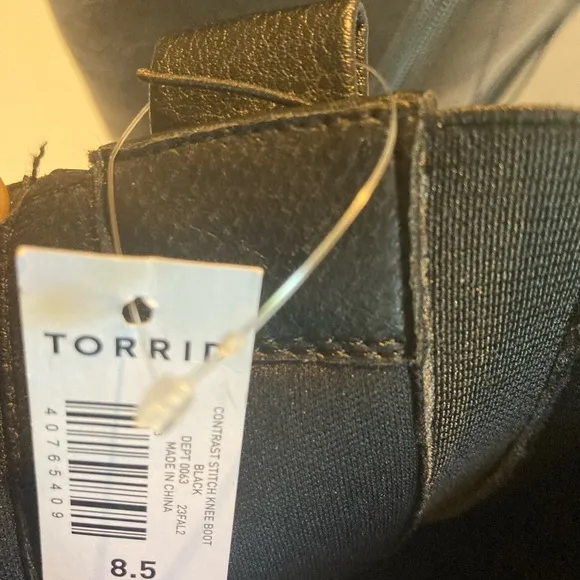 TORRID
40765409
CONTRAST STITCH KNEE BOOT
BLACK
DEPT 0063 23FAL2
MADE IN CHINA
8.5